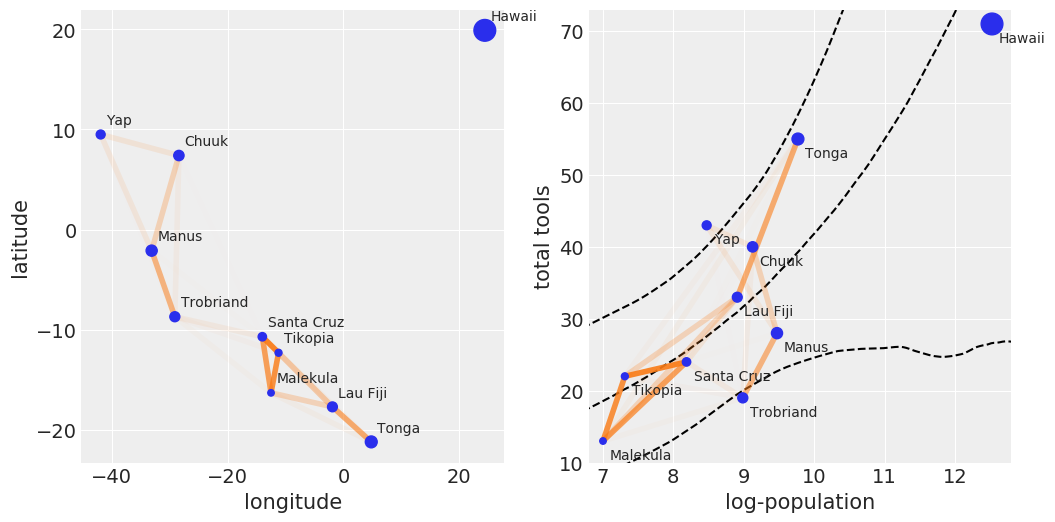 20
10
0
−10
−20
−40
−20
0
20
latitude
longitude
Hawaii
Yap
Chuuk
Manus
Trobriand
Santa Cruz
Tikopia
Malekula
Lau Fiji
Tonga
70
60
50
40
30
20
10
7
8
9
10
11
12
total tools
log-population
Hawaii
Tonga
Yap
Chuuk
Lau Fiji
Manus
Santa Cruz
Tikopia
Trobriand
Malekula